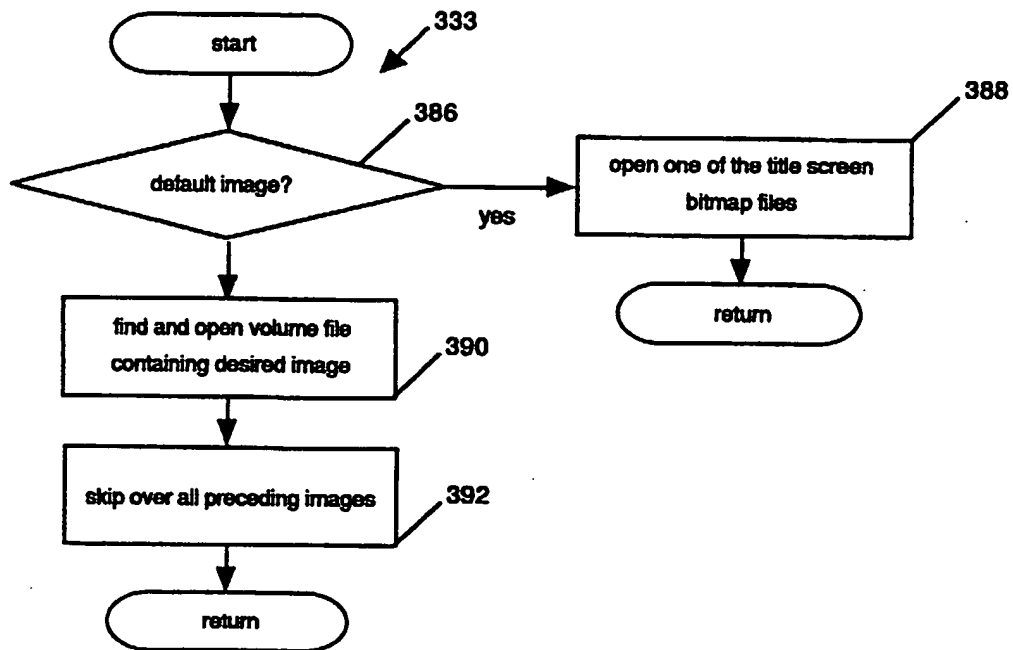 start
333
386
default image?
yes
388
open one of the title screen
bitmap files
return
find and open volume file
containing desired image
390
skip over all preceding images
392
return